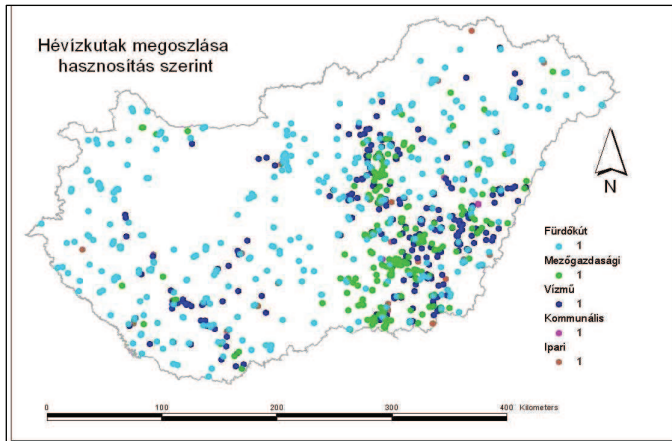 Hévízkutak megoszlása
hasznosítás szerint
N
Fürdőkút
1
Mezőgazdasági
1
Vízmű
1
Kommunális
1
Ipari
1
0 100 200 300 400 Kilometers